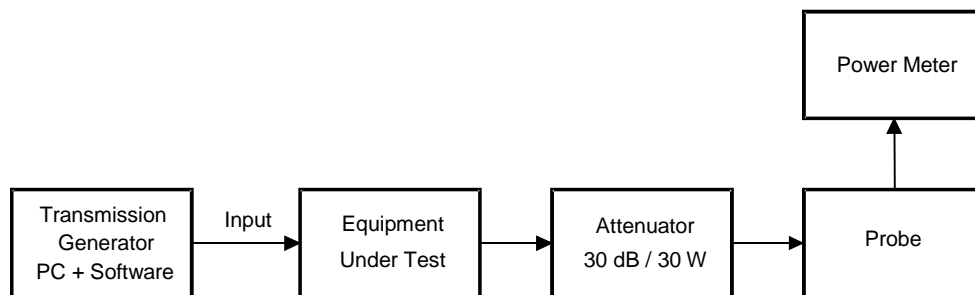 Power Meter
Transmission
Generator
PC + Software
Input
Equipment
Under Test
Attenuator
30 dB / 30 W
Probe